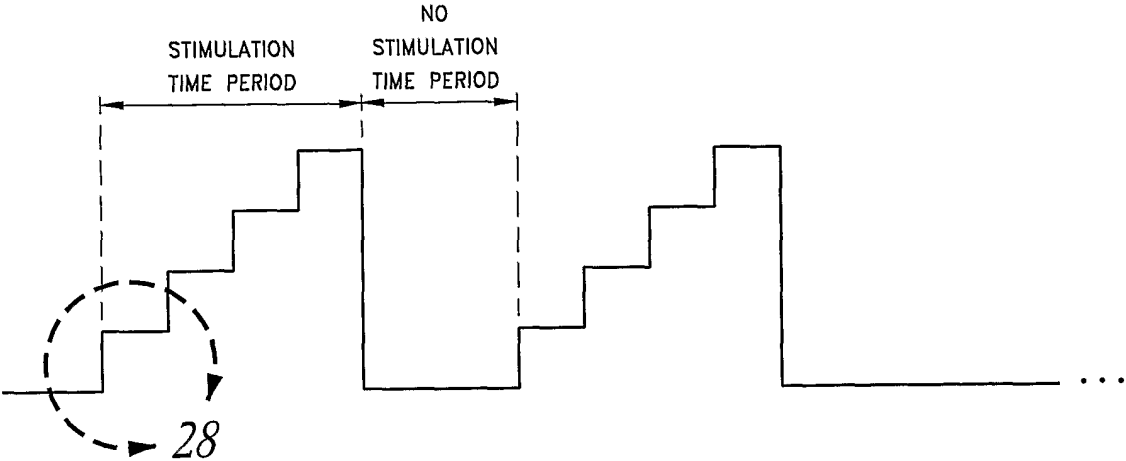 STIMULATION
TIME PERIOD
NO
STIMULATION
TIME PERIOD
...
28